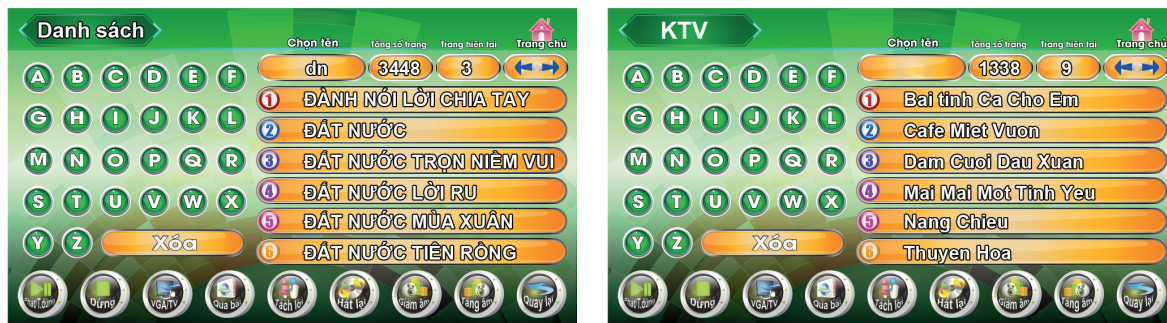 Danh sách
Chọn tên Tổng số trang Trang hiện tại Trang chủ
dn 3448 3
A B C D E F
G H I J K L
M N O P Q R
S T U V W X
Y Z Xóa
1 ĐÀNH NÓI LỜI CHIA TAY
2 ĐẤT NƯỚC
3 ĐẤT NƯỚC TRỌN NIỀM VUI
4 ĐẤT NƯỚC LỜI RU
5 ĐẤT NƯỚC MÙA XUÂN
6 ĐẤT NƯỚC TIÊN RỒNG
Phát/T.dừng Dừng VGA/TV Qua bài Tách lời Hát lại Giảm âm Tăng âm Quay lại
KTV
Chọn tên Tổng số trang Trang hiện tại Trang chủ
1338 9
A B C D E F
G H I J K L
M N O P Q R
S T U V W X
Y Z Xóa
1 Bai tinh Ca Cho Em
2 Cafe Miet Vuon
3 Dam Cuoi Dau Xuan
4 Mai Mai Mot Tinh Yeu
5 Nang Chieu
6 Thuyen Hoa
Phát/T.dừng Dừng VGA/TV Qua bài Tách lời Hát lại Giảm âm Tăng âm Quay lại